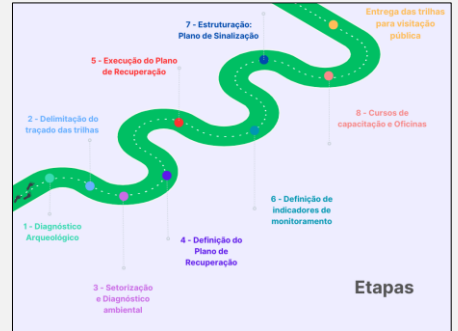 1 - Diagnóstico
Arqueológico
2 - Delimitação do
traçado das trilhas
3 - Setorização
e Diagnóstico
ambiental
4 - Definição do
Plano de
Recuperação
5 - Execução do Plano
de Recuperação
6 - Definição de
indicadores de
monitoramento
7 - Estruturação:
Plano de Sinalização
8 - Cursos de
capacitação e Oficinas
Entrega das trilhas
para visitação
pública
Etapas